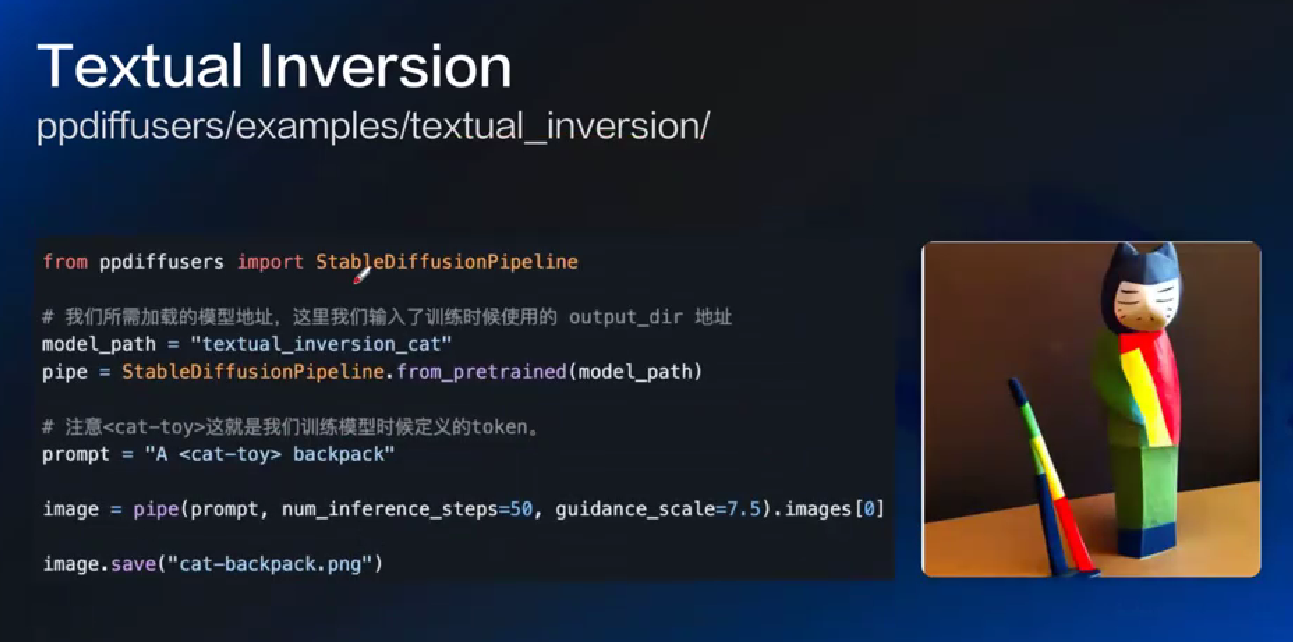 Textual Inversion
ppdiffusers/examples/textual_inversion/
from ppdiffusers import StableDiffusionPipeline
# 我们所需加载的模型地址，这里我们输入了训练时候使用的 output_dir 地址
model_path = "textual_inversion_cat"
pipe = StableDiffusionPipeline.from_pretrained(model_path)
# 注意<cat-toy>这就是我们训练模型时候定义的token。
prompt = "A <cat-toy> backpack"
image = pipe(prompt, num_inference_steps=50, guidance_scale=7.5).images[0]
image.save("cat-backpack.png")